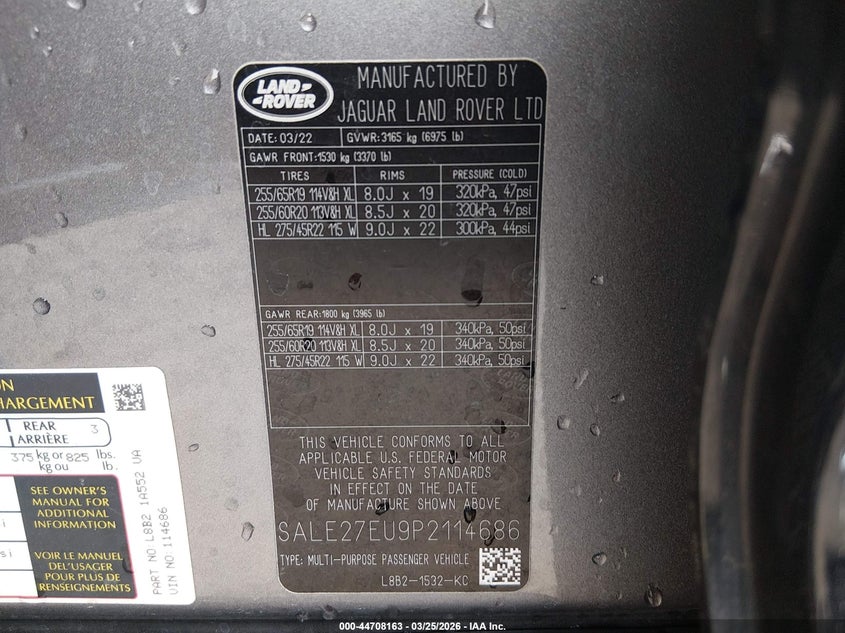 LAND
ROVER
MANUFACTURED BY
JAGUAR LAND ROVER LTD
DATE: 03/22 GVWR: 3165 kg (6975 lb)
GAWR FRONT: 1530 kg (3370 lb)
TIRES RIMS PRESSURE (COLD)
255/65R19 114V&H XL 8.0J x 19 320kPa, 47psi
255/60R20 113V&H XL 8.5J x 20 320kPa, 47psi
HL 275/45R22 115 W 9.0J x 22 300kPa, 44psi
GAWR REAR: 1800 kg (3965 lb)
255/65R19 114V&H XL 8.0J x 19 340kPa, 50psi
255/60R20 113V&H XL 8.5J x 20 340kPa, 50psi
HL 275/45R22 115 W 9.0J x 22 340kPa, 50psi
THIS VEHICLE CONFORMS TO ALL
APPLICABLE U.S. FEDERAL MOTOR
VEHICLE SAFETY STANDARDS
IN EFFECT ON THE DATE
OF MANUFACTURE SHOWN ABOVE
SALE27EU9P2114686
TYPE: MULTI-PURPOSE PASSENGER VEHICLE
L8B2-1532-KC
ON
HARGEMENT
REAR 3
ARRIÈRE
375 kg or 825 lbs.
kg ou lb.
SEE OWNER'S
MANUAL FOR
ADDITIONAL
INFORMATION
VOIR LE MANUEL
DEL'USAGER
POUR PLUS DE
RENSEIGNEMENTS
PART NO L8B2 1A552 VA
VIN NO 114686
000-44708163 - 03/25/2026 - IAA Inc.